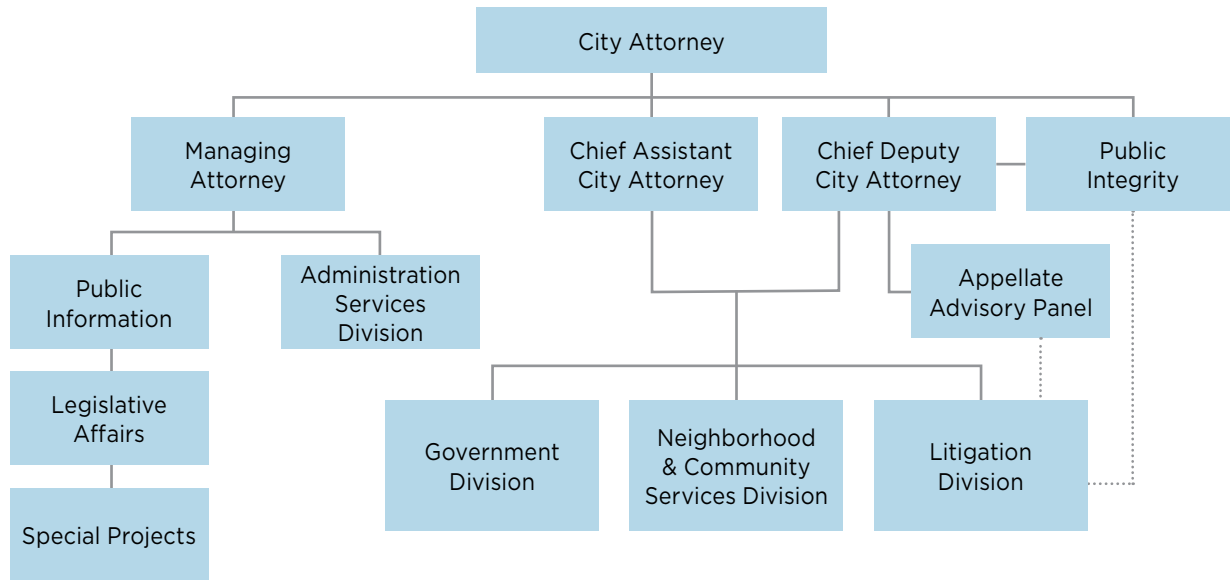 City Attorney
Managing
Attorney
Chief Assistant
City Attorney
Chief Deputy
City Attorney
Public
Integrity
Public
Information
Administration
Services
Division
Appellate
Advisory Panel
Legislative
Affairs
Government
Division
Neighborhood
& Community
Services Division
Litigation
Division
Special Projects